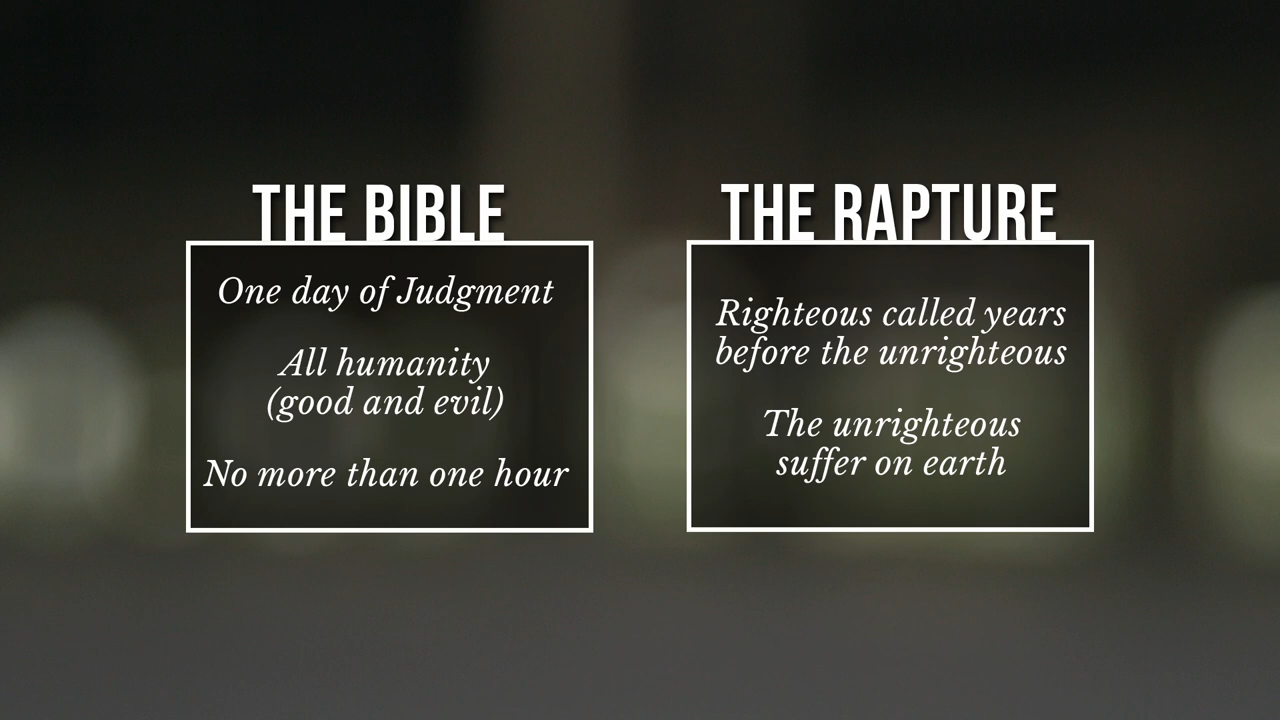 THE BIBLE
One day of Judgment
All humanity
(good and evil)
No more than one hour
THE RAPTURE
Righteous called years
before the unrighteous
The unrighteous
suffer on earth